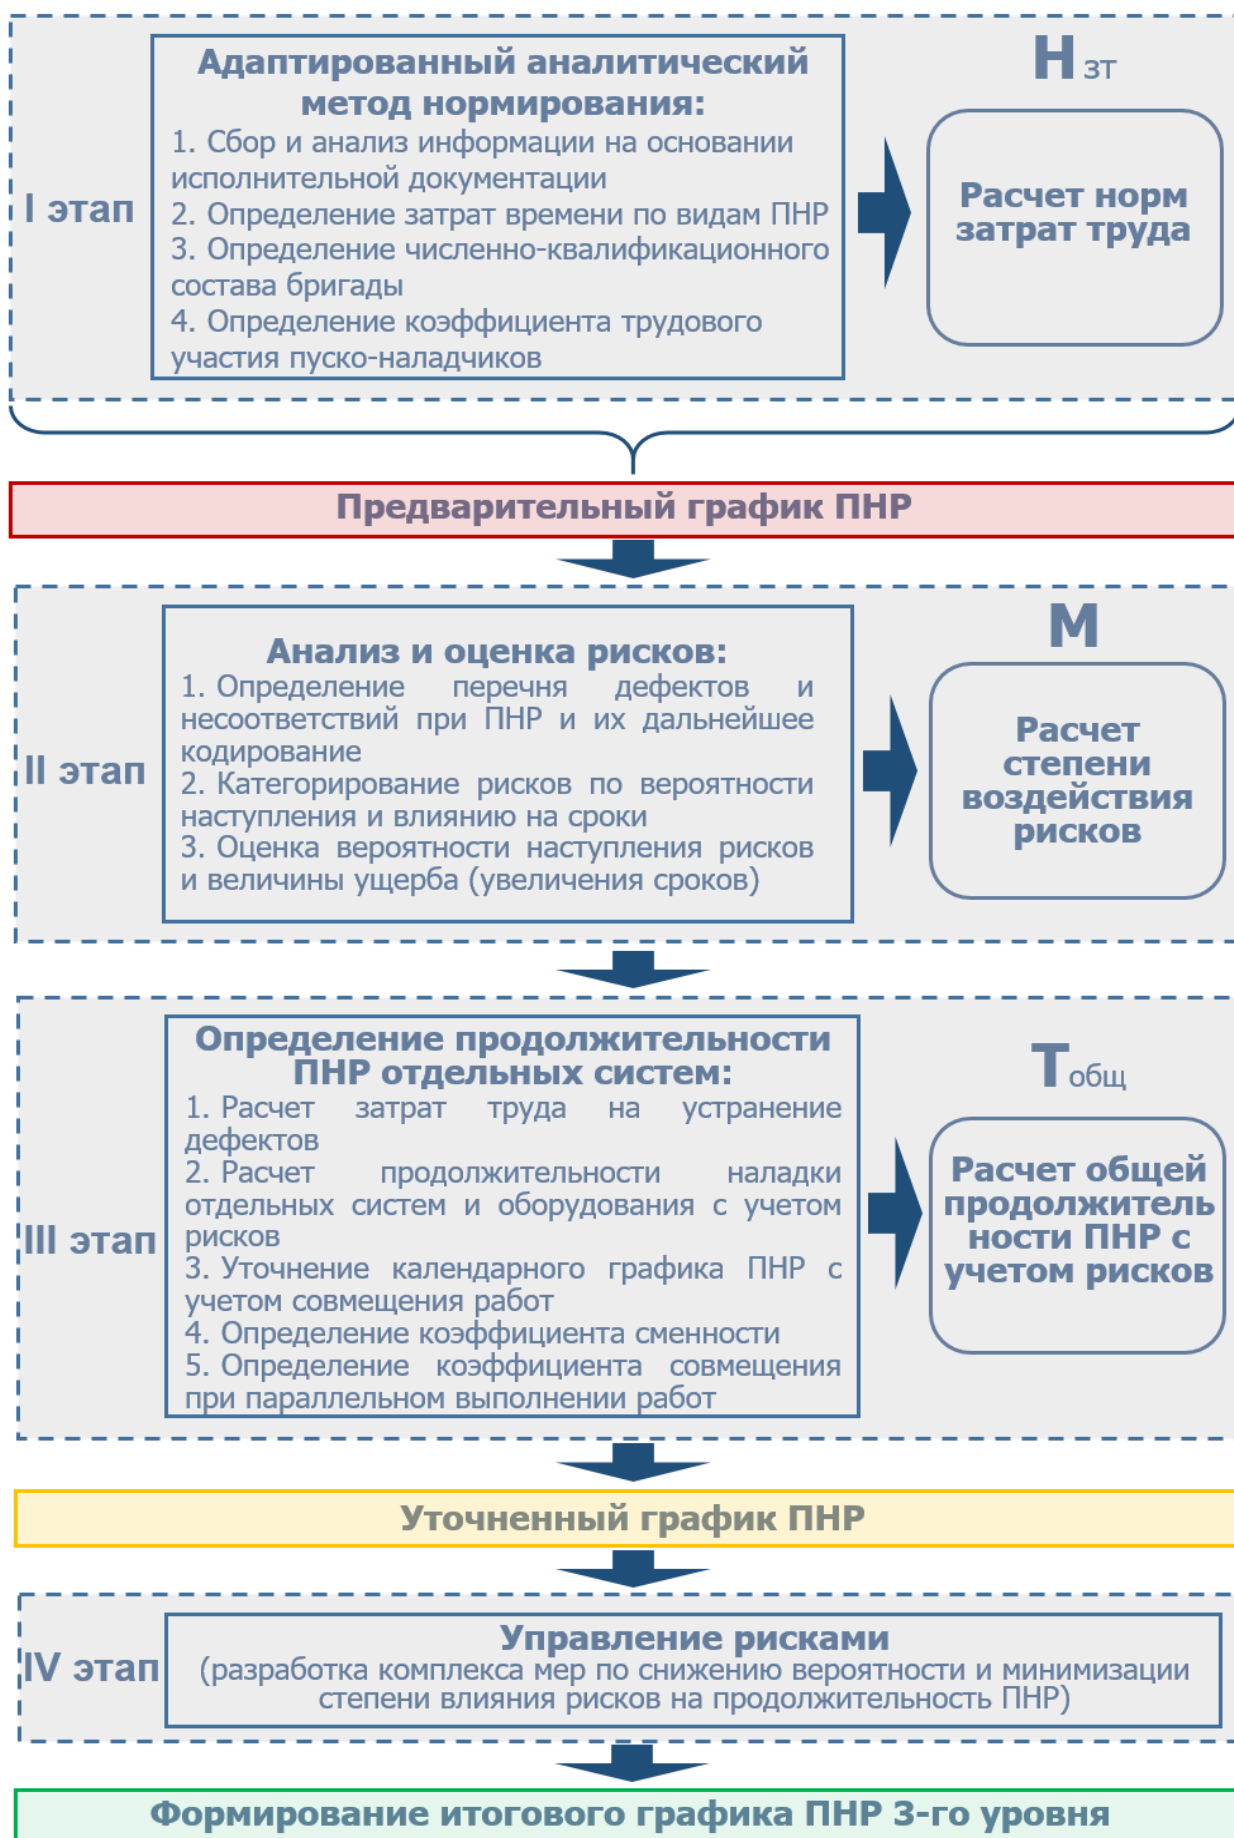 I этап
Адаптированный аналитический
метод нормирования:
1. Сбор и анализ информации на основании
исполнительной документации
2. Определение затрат времени по видам ПНР
3. Определение численно-квалификационного
состава бригады
4. Определение коэффициента трудового
участия пуско-наладчиков
Н зт
Расчет норм
затрат труда
Предварительный график ПНР
II этап
Анализ и оценка рисков:
1. Определение перечня дефектов и
несоответствий при ПНР и их дальнейшее
кодирование
2. Категорирование рисков по вероятности
наступления и влиянию на сроки
3. Оценка вероятности наступления рисков
и величины ущерба (увеличения сроков)
М
Расчет
степени
воздействия
рисков
III этап
Определение продолжительности
ПНР отдельных систем:
1. Расчет затрат труда на устранение
дефектов
2. Расчет продолжительности наладки
отдельных систем и оборудования с учетом
рисков
3. Уточнение календарного графика ПНР с
учетом совмещения работ
4. Определение коэффициента сменности
5. Определение коэффициента совмещения
при параллельном выполнении работ
Т общ
Расчет общей
продолжитель
ности ПНР с
учетом рисков
Уточненный график ПНР
IV этап
Управление рисками
(разработка комплекса мер по снижению вероятности и минимизации
степени влияния рисков на продолжительность ПНР)
Формирование итогового графика ПНР 3-го уровня